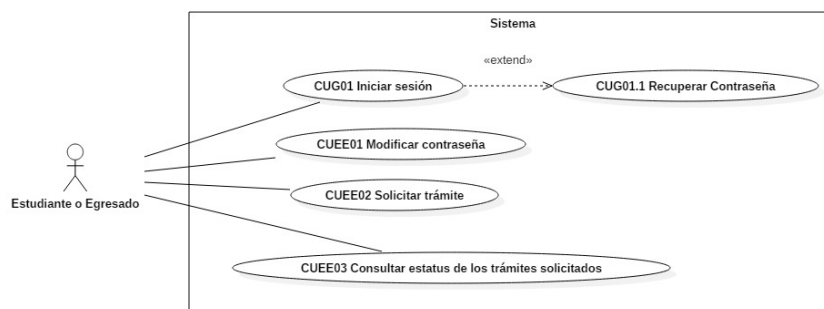 Sistema
«extend»
CUG01 Iniciar sesión
CUG01.1 Recuperar Contraseña
CUEE01 Modificar contraseña
CUEE02 Solicitar trámite
Estudiante o Egresado
CUEE03 Consultar estatus de los trámites solicitados